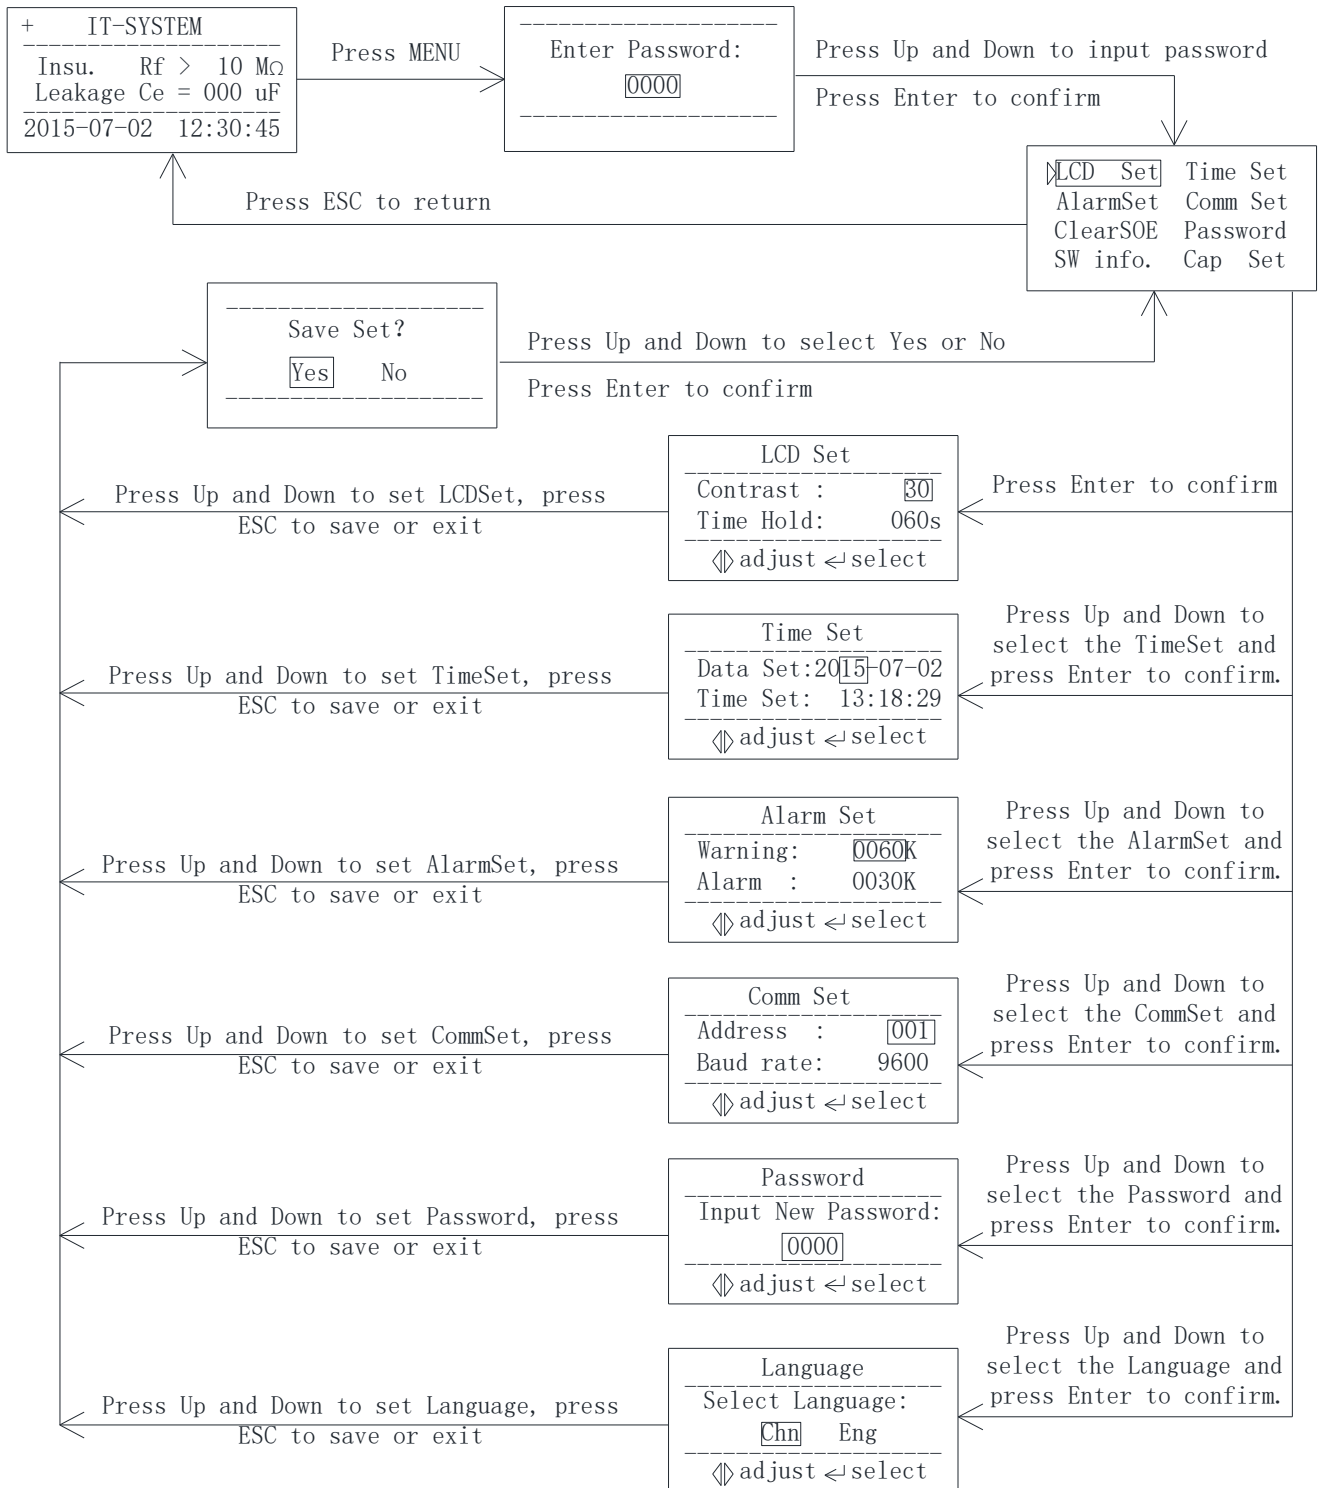 + IT-SYSTEM
Insu. Rf > 10 MΩ
Leakage Ce = 000 uF
2015-07-02 12:30:45
Press MENU
Enter Password:
0000
Press Up and Down to input password
Press Enter to confirm
LCD Set Time Set
AlarmSet Comm Set
ClearSOE Password
SW info. Cap Set
Press ESC to return
Save Set?
Yes No
Press Up and Down to select Yes or No
Press Enter to confirm
Press Up and Down to set LCDSet, press
ESC to save or exit
LCD Set
Contrast : 30
Time Hold: 060s
adjust select
Press Enter to confirm
Press Up and Down to set TimeSet, press
ESC to save or exit
Time Set
Data Set:2015-07-02
Time Set: 13:18:29
adjust select
Press Up and Down to
select the TimeSet and
press Enter to confirm.
Press Up and Down to set AlarmSet, press
ESC to save or exit
Alarm Set
Warning: 0060K
Alarm : 0030K
adjust select
Press Up and Down to
select the AlarmSet and
press Enter to confirm.
Press Up and Down to set CommSet, press
ESC to save or exit
Comm Set
Address : 001
Baud rate: 9600
adjust select
Press Up and Down to
select the CommSet and
press Enter to confirm.
Press Up and Down to set Password, press
ESC to save or exit
Password
Input New Password:
0000
adjust select
Press Up and Down to
select the Password and
press Enter to confirm.
Press Up and Down to set Language, press
ESC to save or exit
Language
Select Language:
Chn Eng
adjust select
Press Up and Down to
select the Language and
press Enter to confirm.